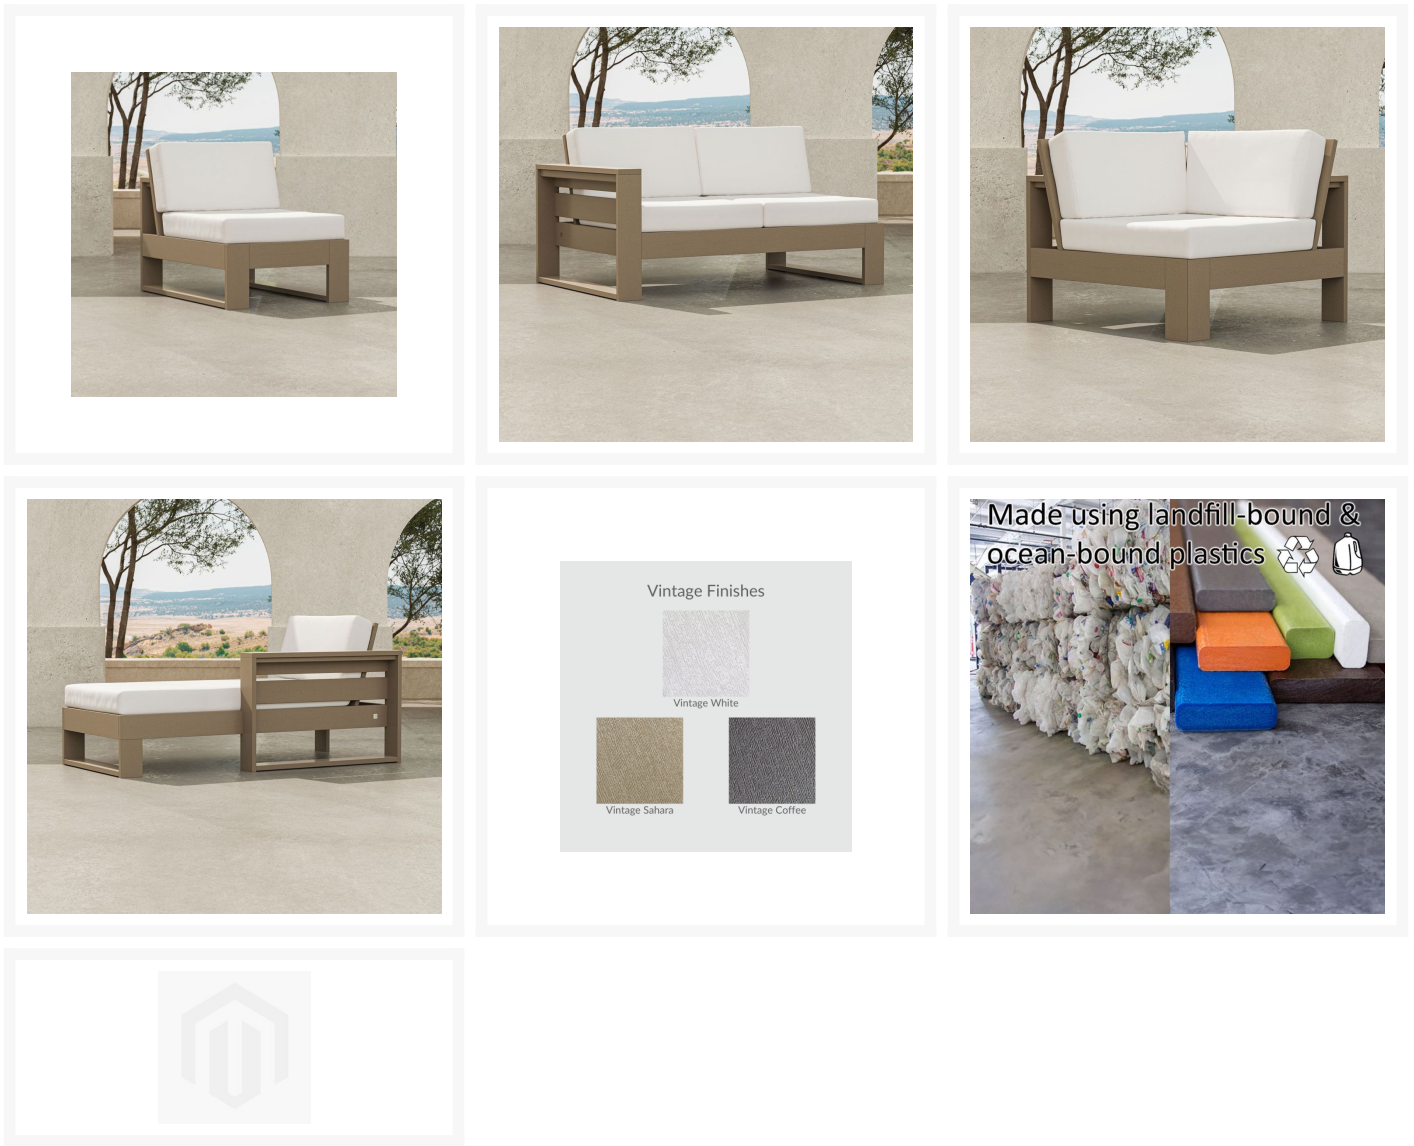 Vintage Finishes
Vintage White
Vintage Sahara
Vintage Coffee
Made using landfill-bound &
ocean-bound plastics